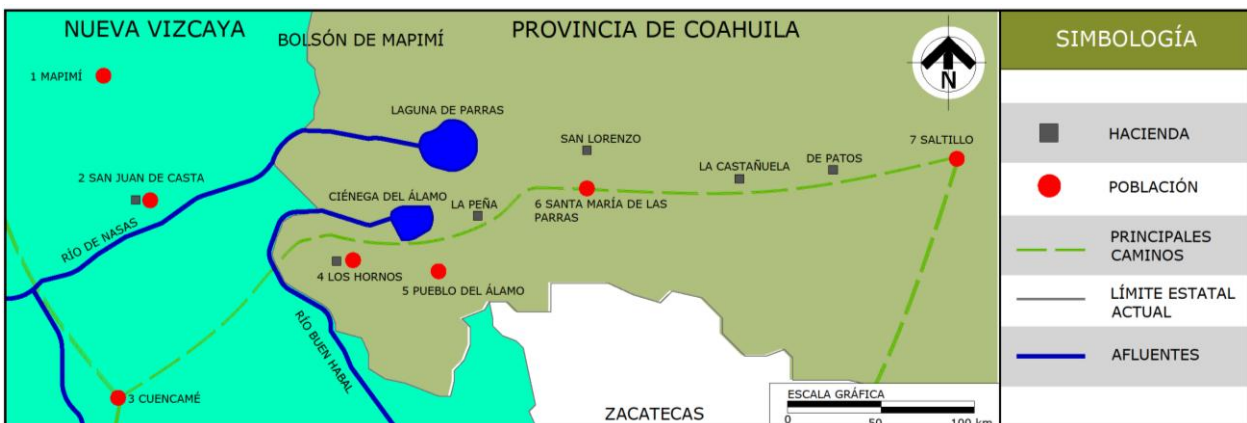 NUEVA VIZCAYA
BOLSÓN DE MAPIMÍ
PROVINCIA DE COAHUILA
1 MAPIMÍ
N
LAGUNA DE PARRAS
SAN LORENZO
7 SALTILLO
LA CASTAÑUELA
DE PATOS
2 SAN JUAN DE CASTA
CIÉNEGA DEL ÁLAMO
LA PEÑA
6 SANTA MARÍA DE LAS
PARRAS
RÍO DE NASAS
4 LOS HORNOS
5 PUEBLO DEL ÁLAMO
RÍO BUEN HABAL
3 CUENCAMÉ
ZACATECAS
ESCALA GRÁFICA
0 50 100 km
SIMBOLOGÍA
HACIENDA
POBLACIÓN
PRINCIPALES
CAMINOS
LÍMITE ESTATAL
ACTUAL
AFLUENTES